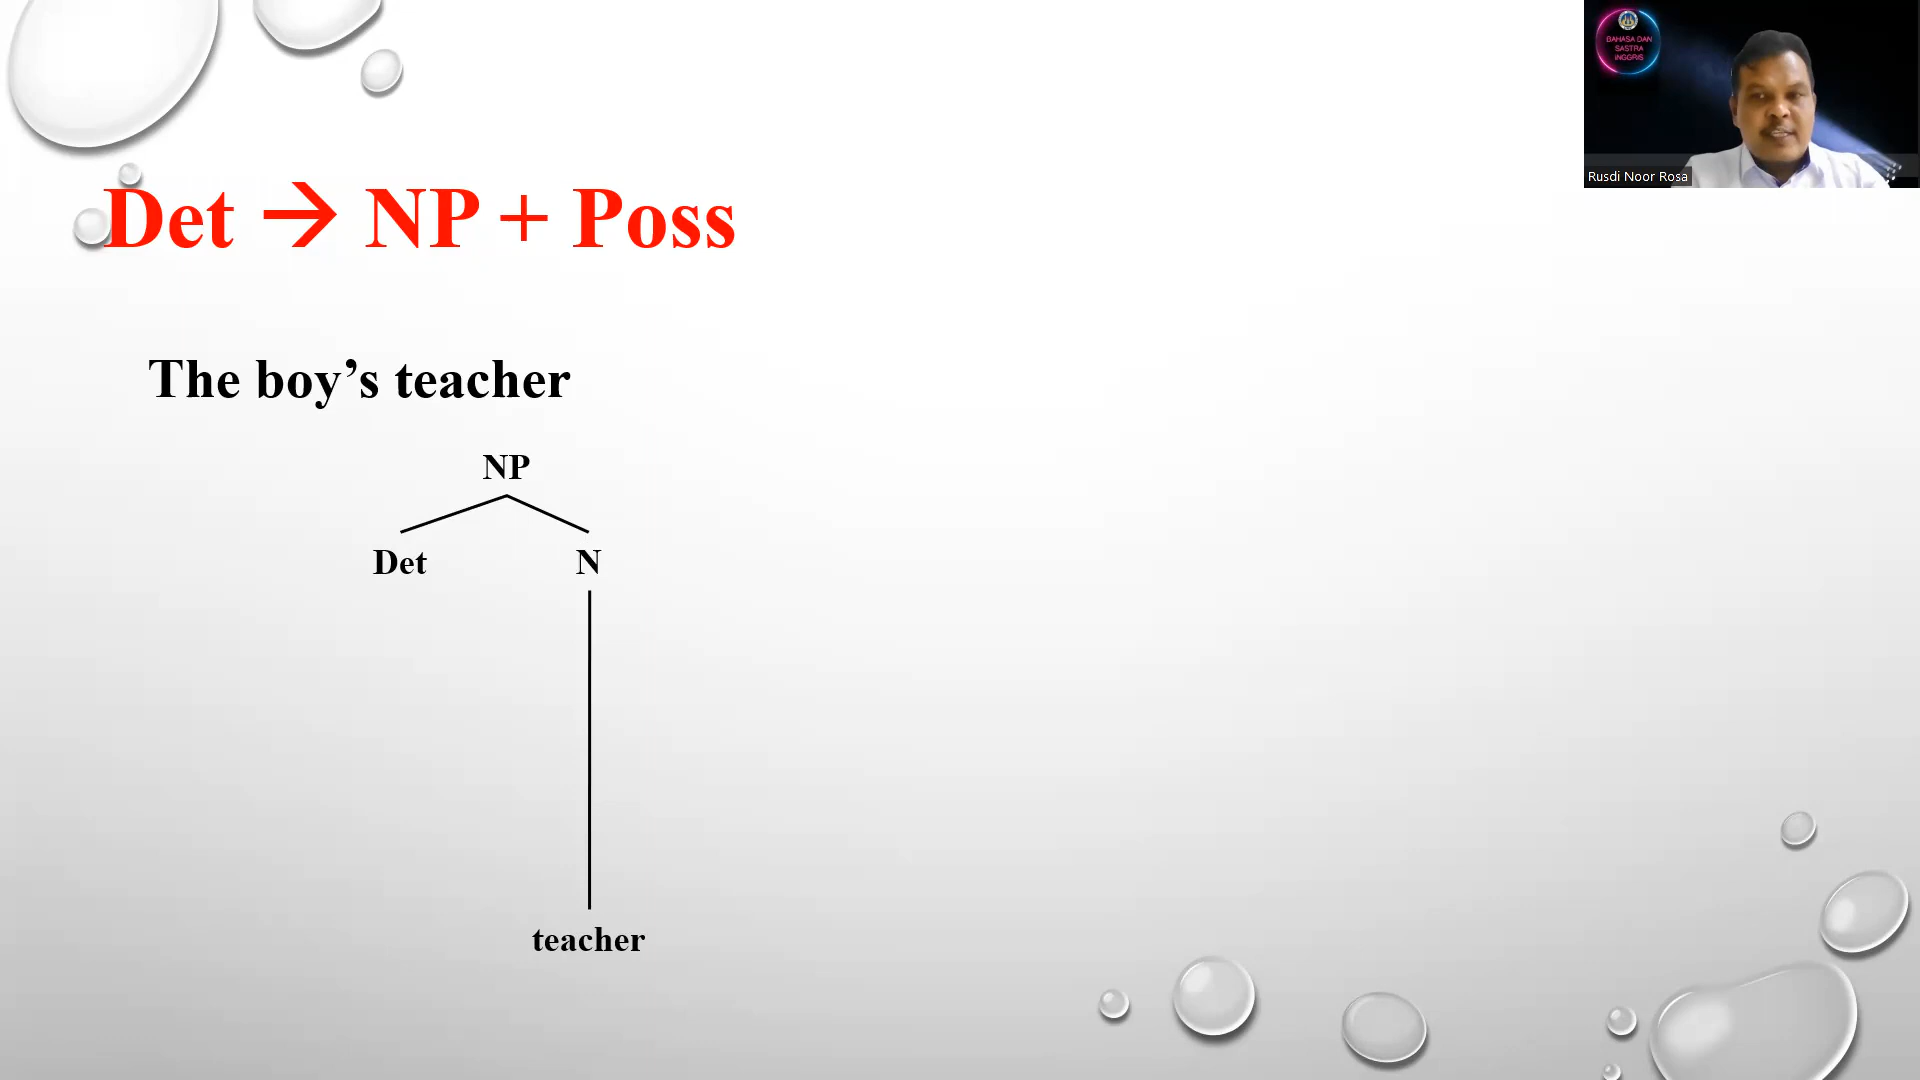 BAHASA DAN
SASTRA
INGGRIS
Rusdi Noor Rosa
Det → NP + Poss
The boy’s teacher
NP
Det N
teacher